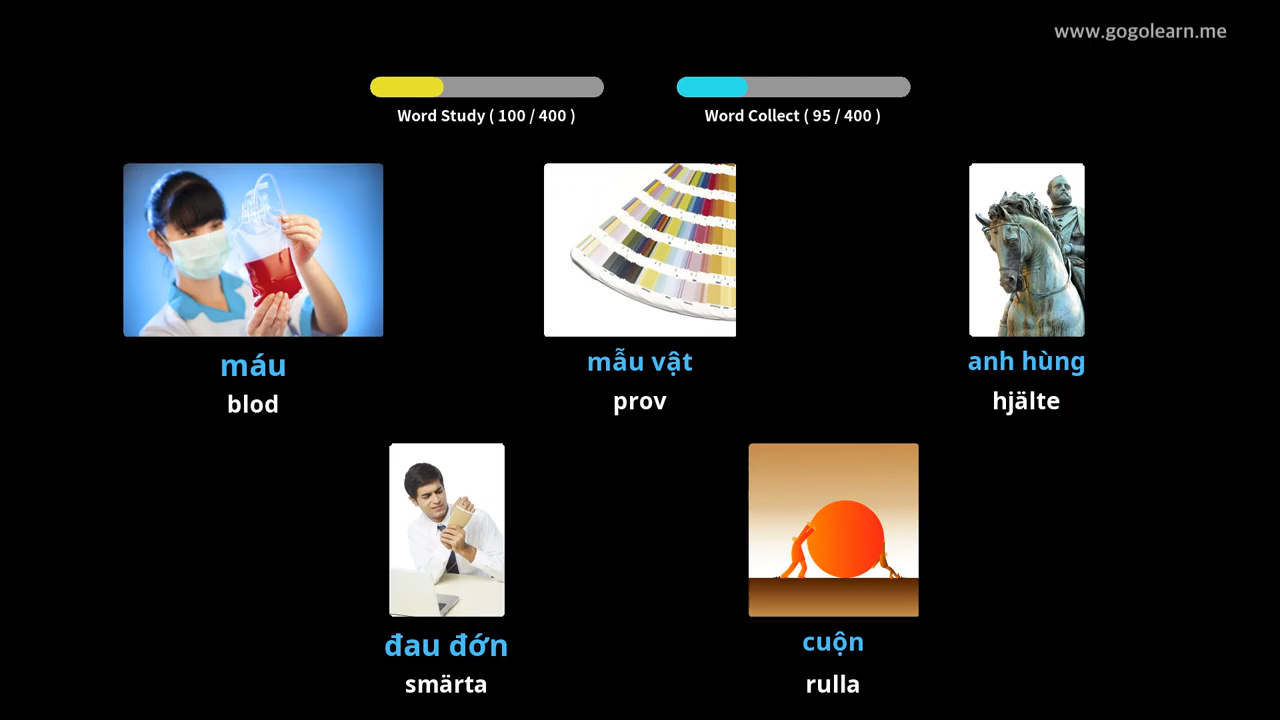 www.gogolearn.me
Word Study ( 100 / 400 )
Word Collect ( 95 / 400 )
máu
blod
mẫu vật
prov
anh hùng
hjälte
đau đớn
smärta
cuộn
rulla